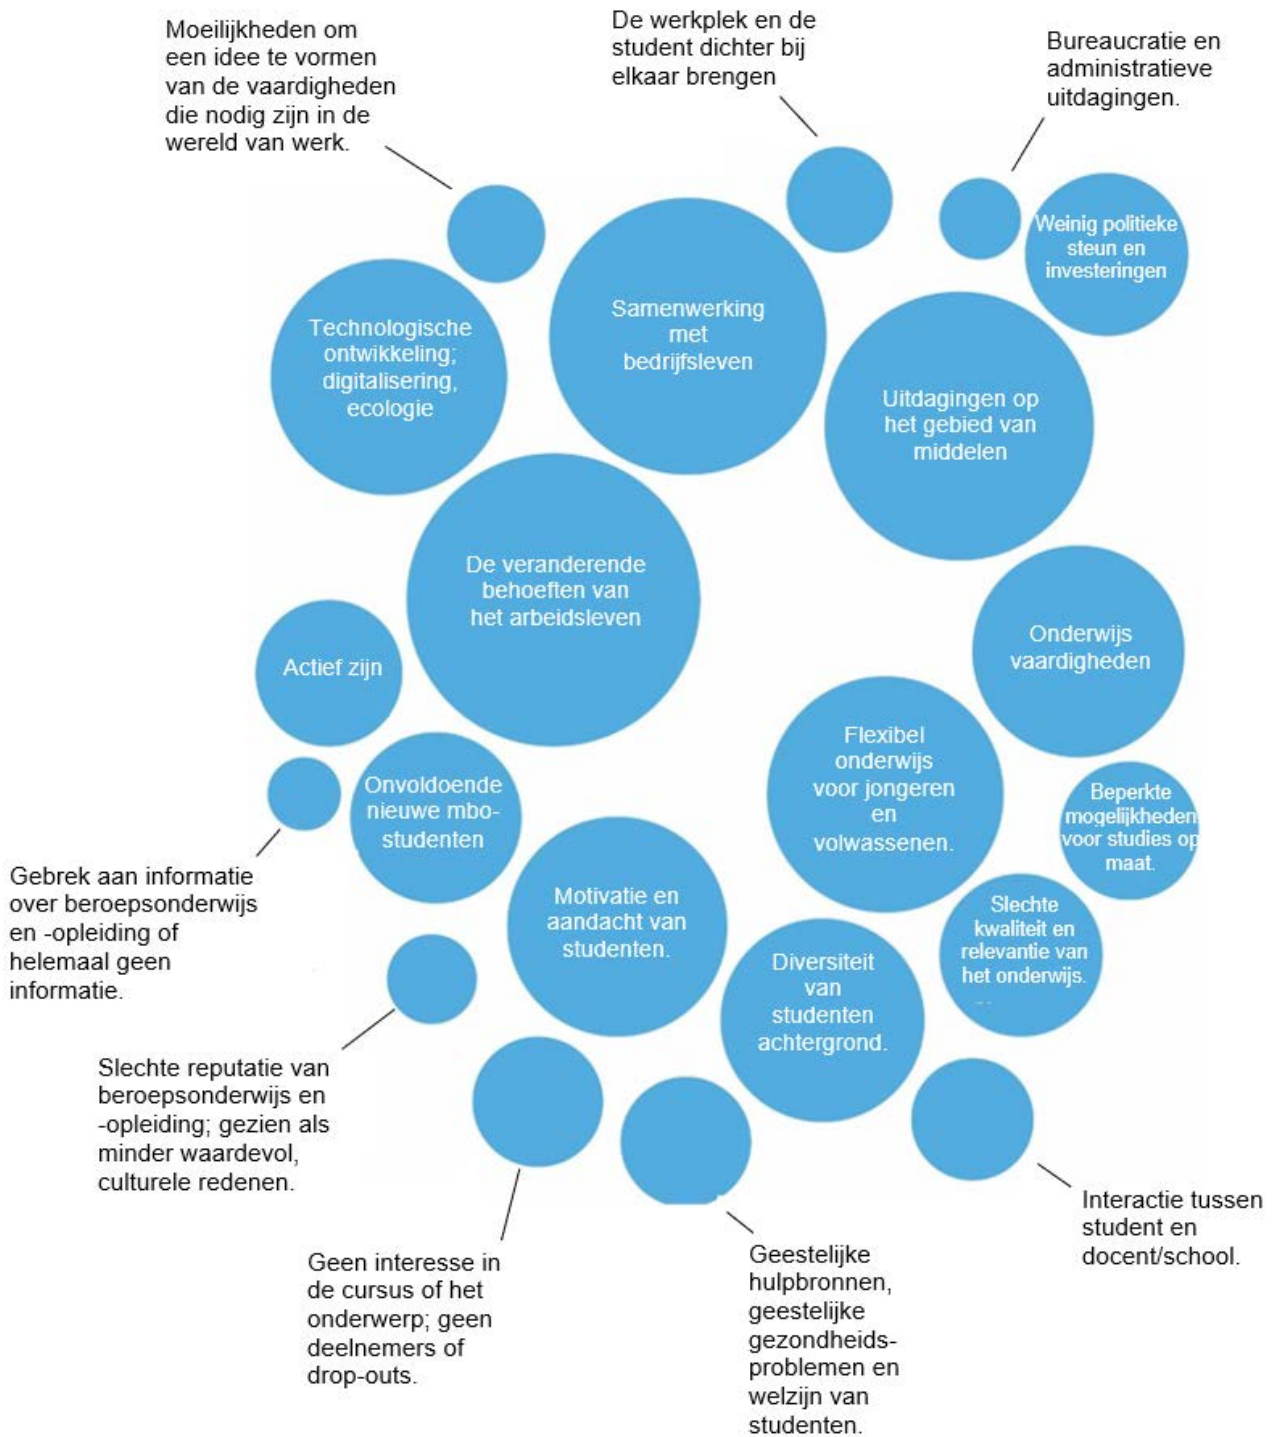 Moeilijkheden om
een idee te vormen
van de vaardigheden
die nodig zijn in de
wereld van werk.
De werkplek en de
student dichter bij
elkaar brengen
Bureaucratie en
administratieve
uitdagingen.
Weinig politieke
steun en
investeringen
Technologische
ontwikkeling;
digitalisering,
ecologie
Samenwerking
met
bedrijfsleven
Uitdagingen op
het gebied van
middelen
De veranderende
behoeften van
het arbeidsleven
Onderwijs
vaardigheden
Actief zijn
Flexibel
onderwijs
voor jongeren
en
volwassenen.
Onvoldoende
nieuwe mbo-
studenten
Beperkte
mogelijkheden
voor studies op
maat.
Gebrek aan informatie
over beroepsonderwijs
en -opleiding of
helemaal geen
informatie.
Motivatie en
aandacht van
studenten.
Slechte
kwaliteit en
relevantie van
het onderwijs.
Diversiteit
van
studenten
achtergrond.
Slechte reputatie van
beroepsonderwijs en
-opleiding; gezien als
minder waardevol,
culturele redenen.
Geen interesse in
de cursus of het
onderwerp; geen
deelnemers of
drop-outs.
Geestelijke
hulpbronnen,
geestelijke
gezondheids-
problemen en
welzijn van
studenten.
Interactie tussen
student en
docent/school.